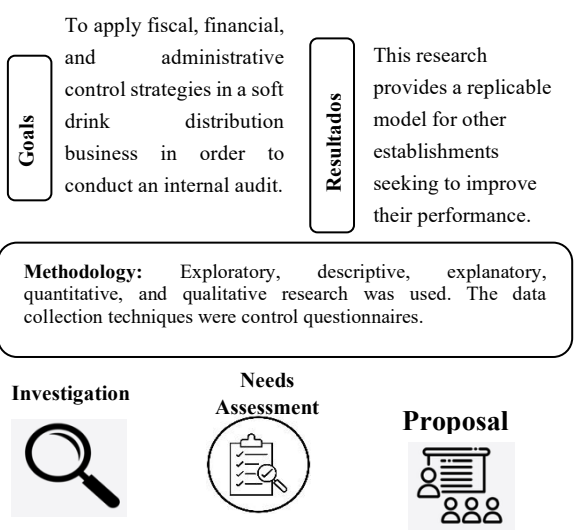 Goals
To apply fiscal, financial,
and administrative
control strategies in a soft
drink distribution
business in order to
conduct an internal audit.
Resultados
This research
provides a replicable
model for other
establishments
seeking to improve
their performance.
Methodology: Exploratory, descriptive, explanatory,
quantitative, and qualitative research was used. The data
collection techniques were control questionnaires.
Investigation
Needs
Assessment
Proposal